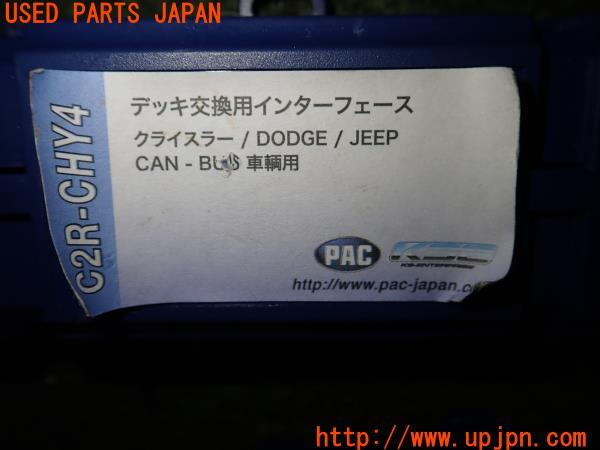 USED PARTS JAPAN
C2R-CHY4
デッキ交換用インターフェース
クライスラー / DODGE / JEEP
CAN - BUS 車輌用
PAC
KS-ENTERPRISE
http://www.pac-japan.c
http:// www.upjpn.com